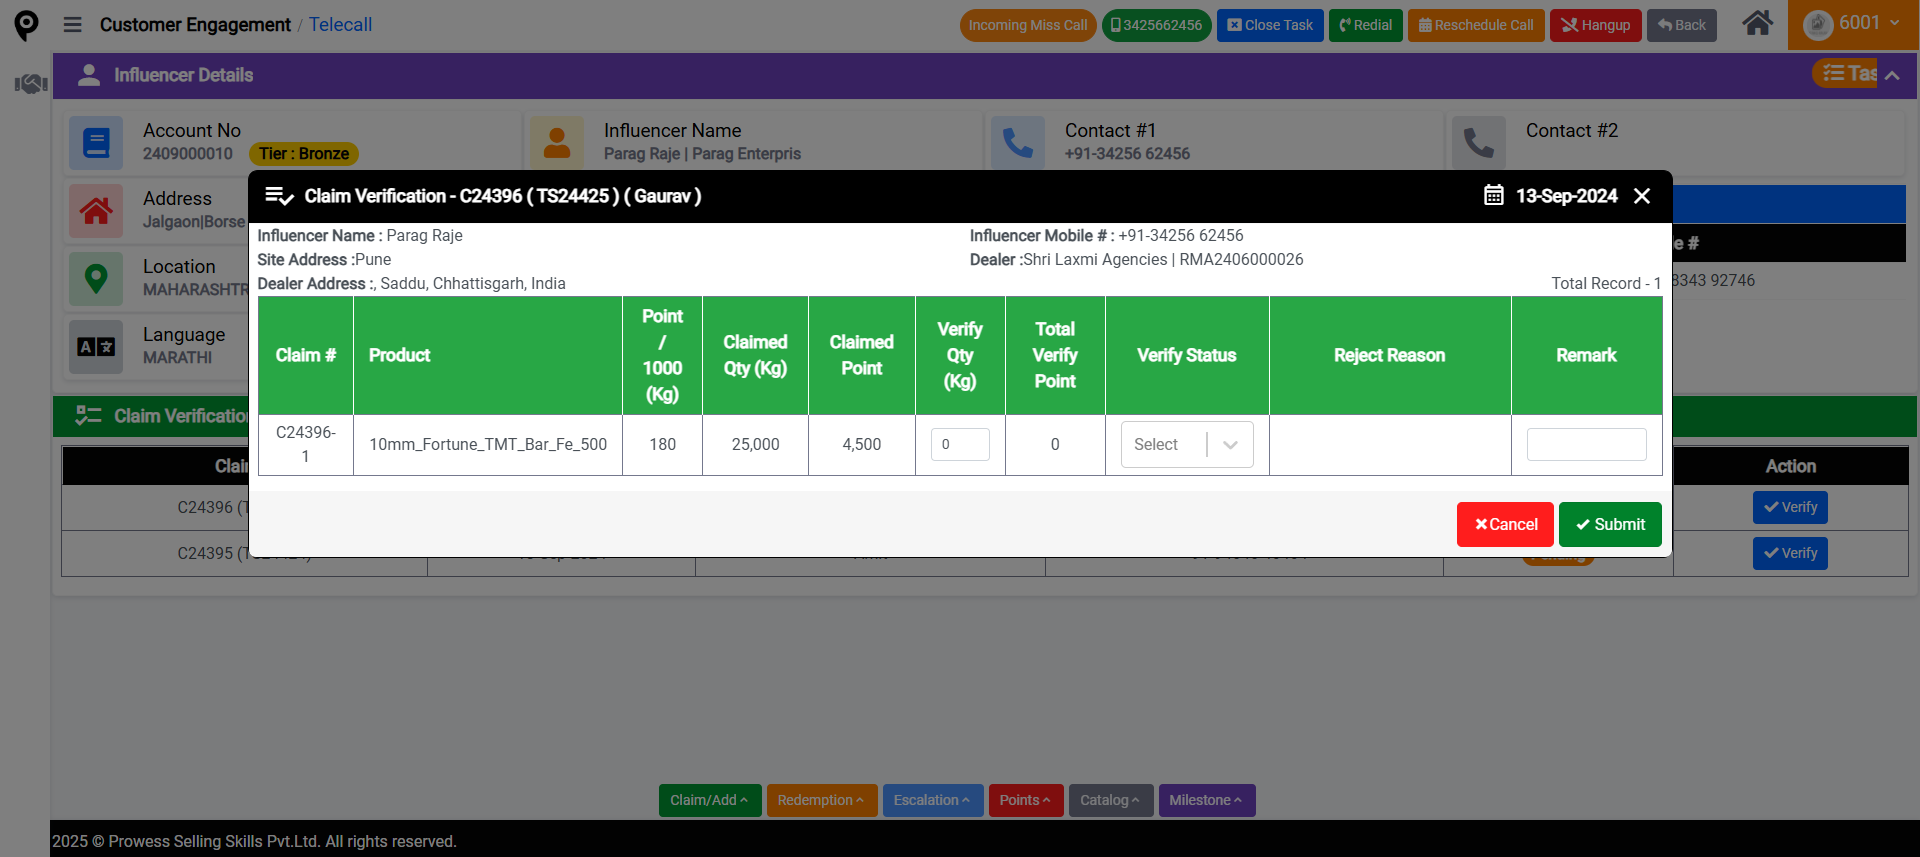 Customer Engagement / Telecall
Incoming Miss Call
3425662456
Close Task
Redial
Reschedule Call
Hangup
Back
6001
Influencer Details
Account No
2409000010 Tier : Bronze
Influencer Name
Parag Raje | Parag Enterpris
Contact #1
+91-34256 62456
Contact #2
Address
Jalgaon|Borse
Location
Language
MARATHI
8343 92746
Claim Verification - C24396 ( TS24425 ) ( Gaurav )
13-Sep-2024
Influencer Name : Parag Raje
Influencer Mobile # : +91-34256 62456
Site Address :Pune
Dealer :Shri Laxmi Agencies | RMA2406000026
Dealer Address :, Saddu, Chhattisgarh, India
Total Record - 1
Claim #
Product
Point
/
1000
(Kg)
Claimed
Qty (Kg)
Claimed
Point
Verify
Qty
(Kg)
Total
Verify
Point
Verify Status
Reject Reason
Remark
C24396-
1
10mm_Fortune_TMT_Bar_Fe_500
180
25,000
4,500
0
0
Select
Cancel
Submit
Action
C24396
Verify
C24395
Verify
Claim/Add
Redemption
Escalation
Points
Catalog
Milestone
2025 © Prowess Selling Skills Pvt.Ltd. All rights reserved.